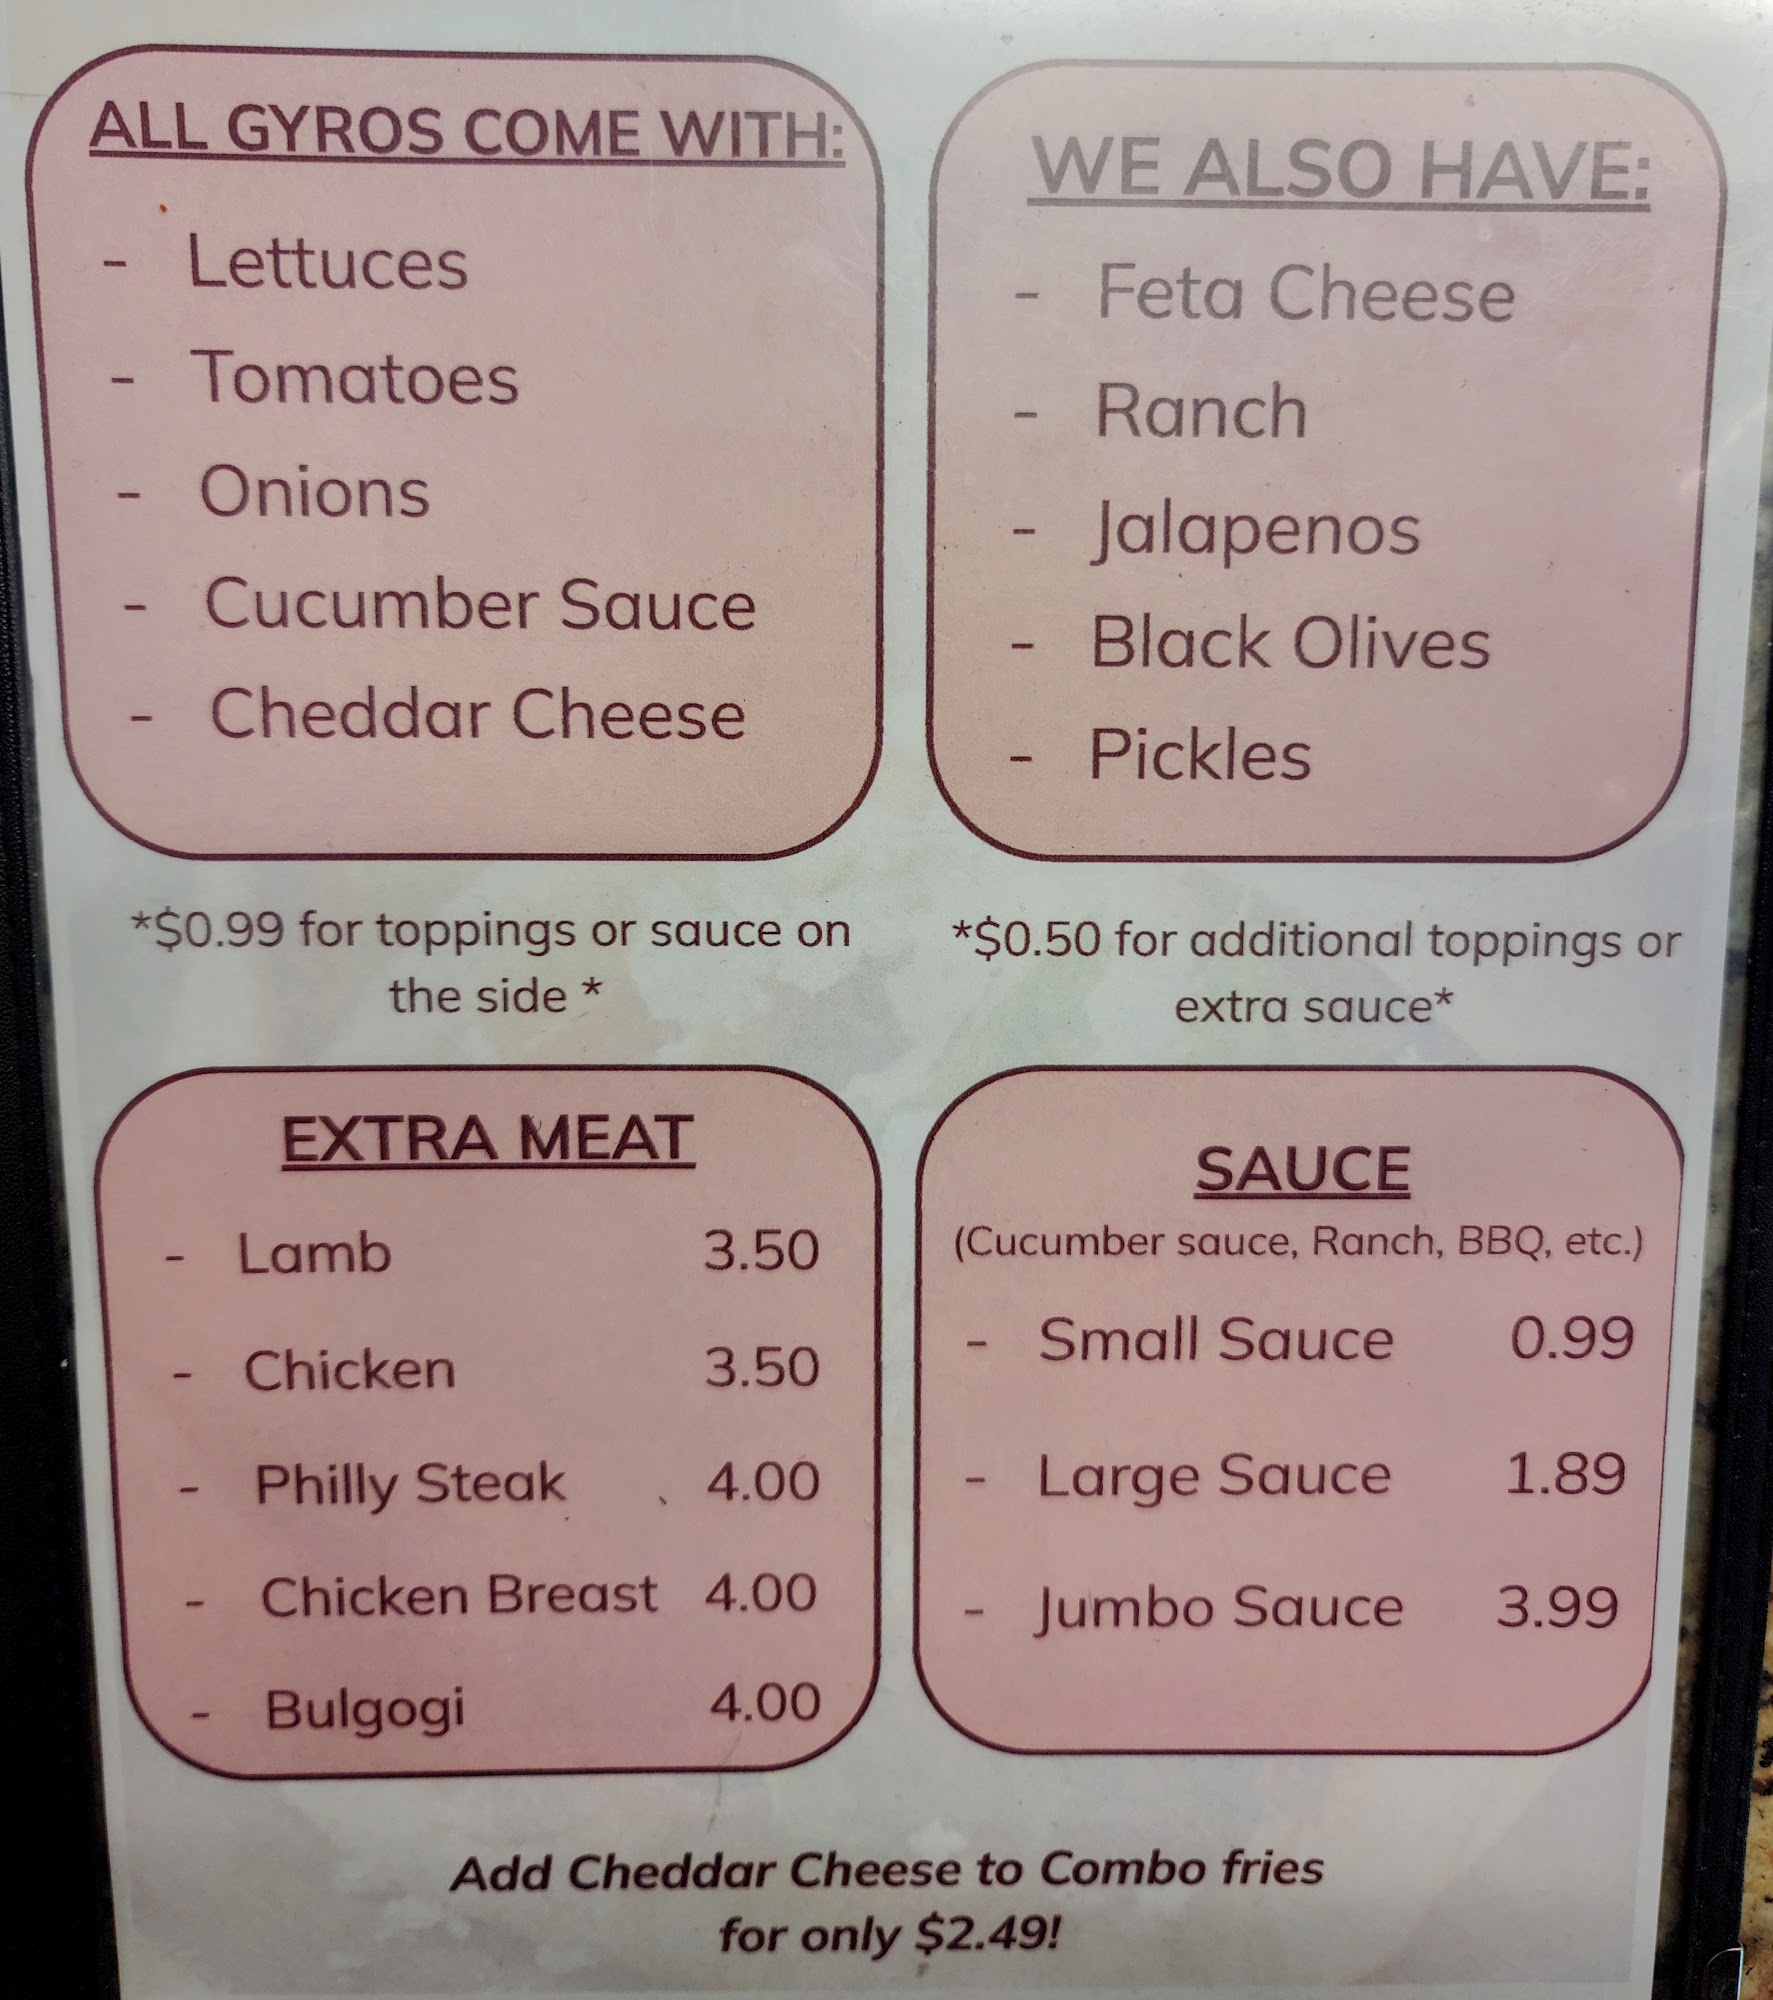 ALL GYROS COME WITH:
- Lettuces
- Tomatoes
- Onions
- Cucumber Sauce
- Cheddar Cheese
*$0.99 for toppings or sauce on
the side *
WE ALSO HAVE:
- Feta Cheese
- Ranch
- Jalapenos
- Black Olives
- Pickles
*$0.50 for additional toppings or
extra sauce*
EXTRA MEAT
- Lamb 3.50
- Chicken 3.50
- Philly Steak 4.00
- Chicken Breast 4.00
- Bulgogi 4.00
SAUCE
(Cucumber sauce, Ranch, BBQ, etc.)
- Small Sauce 0.99
- Large Sauce 1.89
- Jumbo Sauce 3.99
Add Cheddar Cheese to Combo fries
for only $2.49!